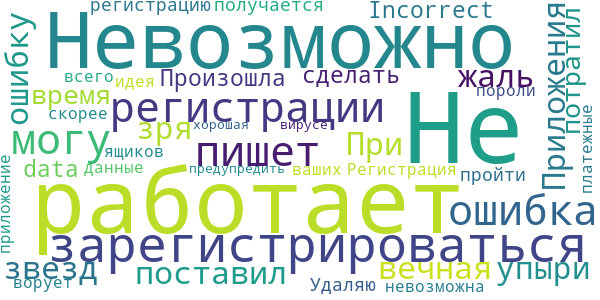 регистрацию получается Incorrect
Невозможно
ошибку
всего идея Произошла сделать жаль
Приложения
потратил
время
скорее регистрации хорошая вирусе Не пороли
платежные
могу зря пишет При
data данные ящиков предупредить ваших Регистрация пройти
работает
ошибка
приложение
зарегистрироваться
звезд поставил вечная упыри
ворует Удаляю невозможна